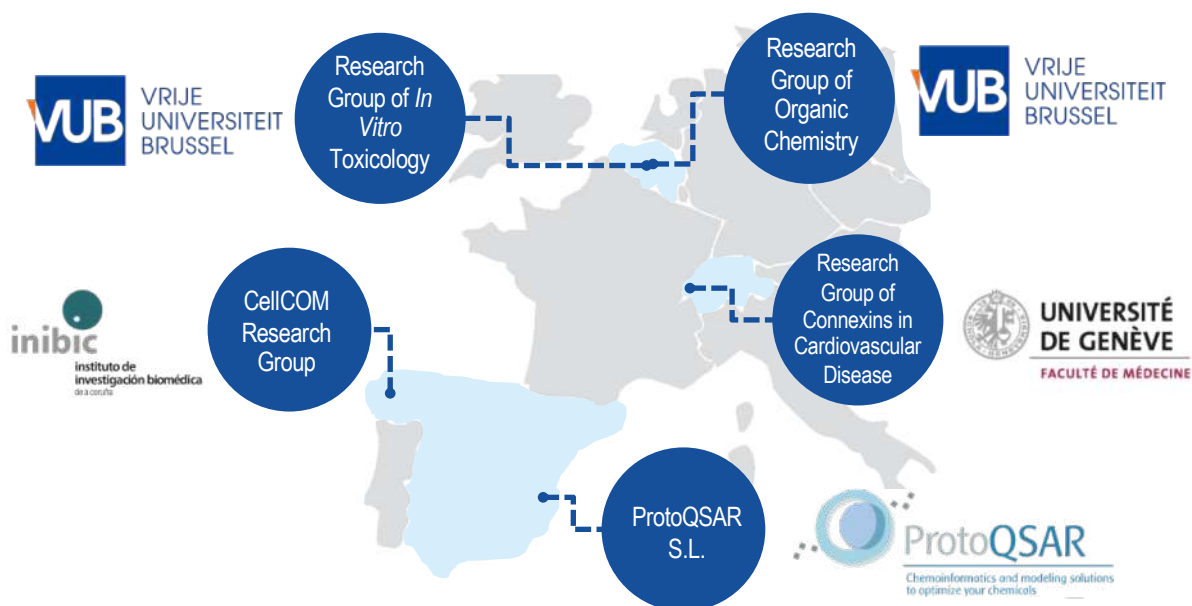 VUB
VRIJE
UNIVERSITEIT
BRUSSEL
Research
Group of In
Vitro
Toxicology
Research
Group of
Organic
Chemistry
VUB
VRIJE
UNIVERSITEIT
BRUSSEL
inibic
instituto de
investigación biomédica
de a coruña
CellCOM
Research
Group
Research
Group of
Connexins in
Cardiovascular
Disease
UNIVERSITÉ
DE GENÈVE
FACULTÉ DE MÉDECINE
ProtoQSAR
S.L.
ProtoQSAR
Chemoinformatics and modeling solutions
to optimize your chemicals